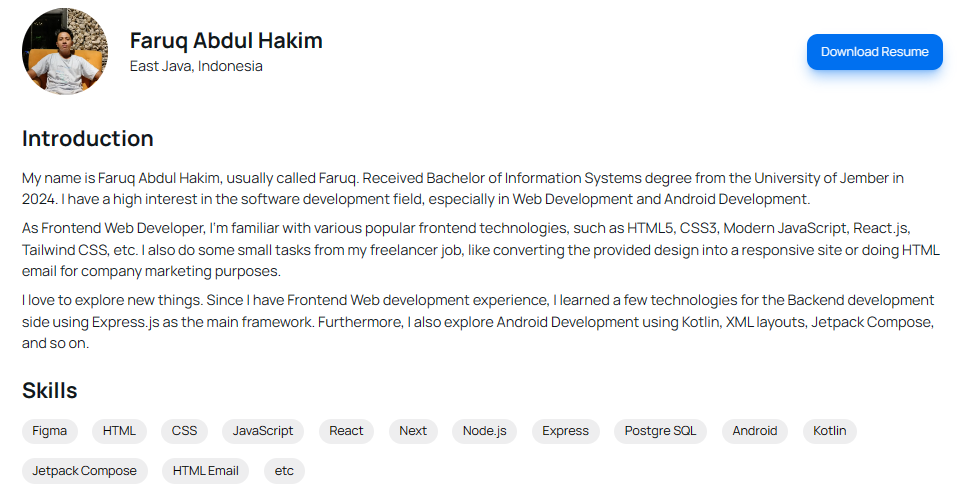 Faruq Abdul Hakim
East Java, Indonesia
Download Resume
Introduction
My name is Faruq Abdul Hakim, usually called Faruq. Received Bachelor of Information Systems degree from the University of Jember in
2024. I have a high interest in the software development field, especially in Web Development and Android Development.
As Frontend Web Developer, I'm familiar with various popular frontend technologies, such as HTML5, CSS3, Modern JavaScript, React.js,
Tailwind CSS, etc. I also do some small tasks from my freelancer job, like converting the provided design into a responsive site or doing HTML
email for company marketing purposes.
I love to explore new things. Since I have Frontend Web development experience, I learned a few technologies for the Backend development
side using Express.js as the main framework. Furthermore, I also explore Android Development using Kotlin, XML layouts, Jetpack Compose,
and so on.
Skills
Figma HTML CSS JavaScript React Next Node.js Express Postgre SQL Android Kotlin
Jetpack Compose HTML Email etc